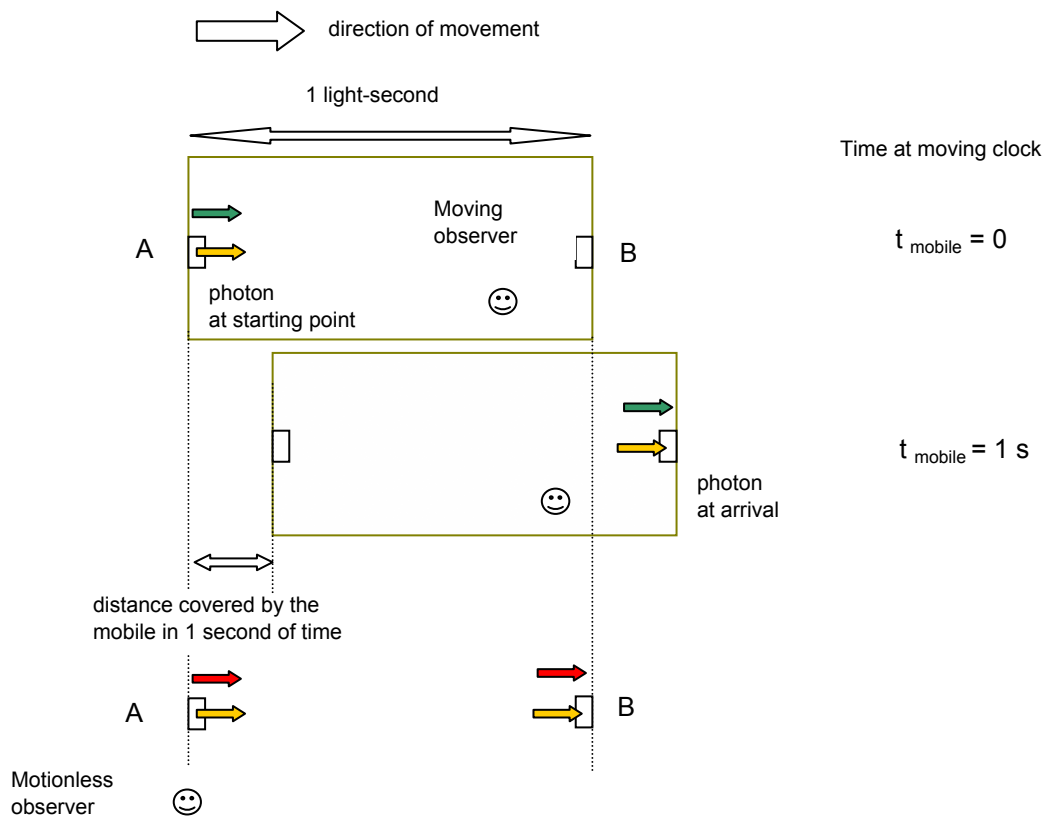 direction of movement
1 light-second
Time at moving clock
Moving
observer
A
B
t mobile = 0
photon
at starting point
t mobile = 1 s
photon
at arrival
distance covered by the
mobile in 1 second of time
A
B
Motionless
observer